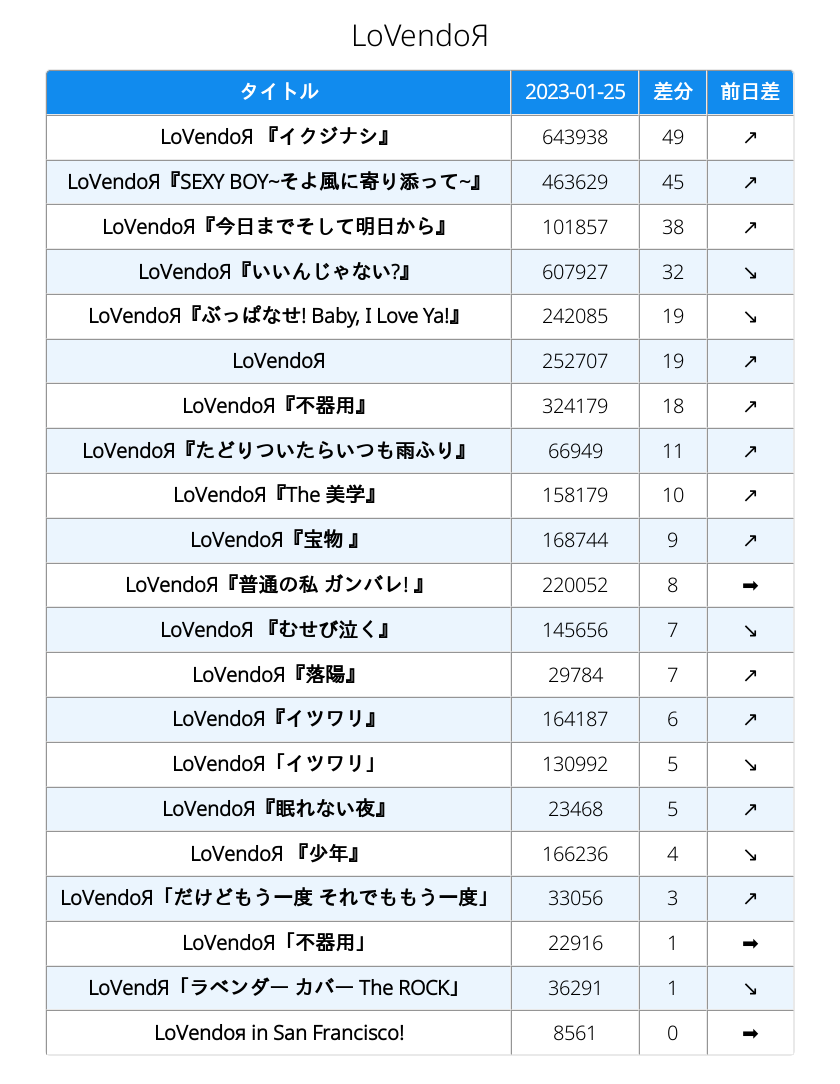 LoVendoЯ
タイトル 2023-01-25 差分 前日差
LoVendoЯ 『イクジナシ』 643938 49 ↗
LoVendoЯ『SEXY BOY~そよ風に寄り添って~』 463629 45 ↗
LoVendoЯ『今日までそして明日から』 101857 38 ↗
LoVendoЯ『いいんじゃない?』 607927 32 ↘
LoVendoЯ『ぶっぱなせ! Baby, I Love Ya!』 242085 19 ↘
LoVendoЯ 252707 19 ↗
LoVendoЯ『不器用』 324179 18 ↗
LoVendoЯ『たどりついたらいつも雨ふり』 66949 11 ↗
LoVendoЯ『The 美学』 158179 10 ↗
LoVendoЯ『宝物 』 168744 9 ↗
LoVendoЯ『普通の私 ガンバレ! 』 220052 8 ➡
LoVendoЯ 『むせび泣く』 145656 7 ↘
LoVendoЯ『落陽』 29784 7 ↗
LoVendoЯ『イツワリ』 164187 6 ↗
LoVendoЯ「イツワリ」 130992 5 ↘
LoVendoЯ『眠れない夜』 23468 5 ↗
LoVendoЯ 『少年』 166236 4 ↘
LoVendoЯ「だけどもう一度 それでももう一度」 33056 3 ↗
LoVendoЯ「不器用」 22916 1 ➡
LoVendЯ「ラベンダー カバー The ROCK」 36291 1 ↘
LoVendoя in San Francisco! 8561 0 ➡